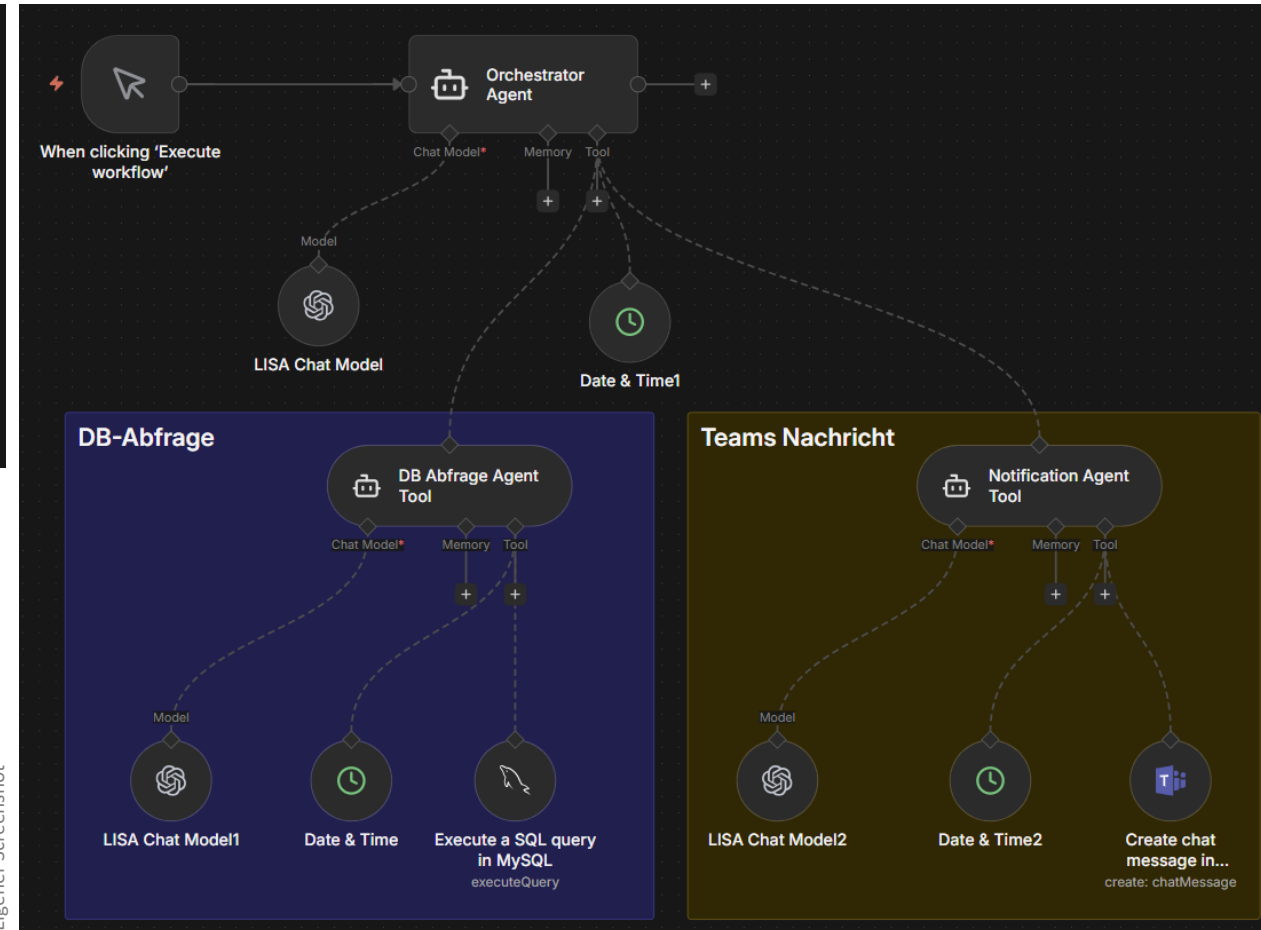 Orchestrator
Agent
When clicking ‘Execute
workflow’
Chat Model*
Memory
Tool
Model
LISA Chat Model
Date & Time1
DB-Abfrage
DB Abfrage Agent
Tool
Chat Model*
Memory
Tool
Model
LISA Chat Model1
Date & Time
Execute a SQL query
in MySQL
executeQuery
Teams Nachricht
Notification Agent
Tool
Chat Model*
Memory
Tool
Model
LISA Chat Model2
Date & Time2
T
Create chat
message in...
create: chatMessage
Eigener Screenshot